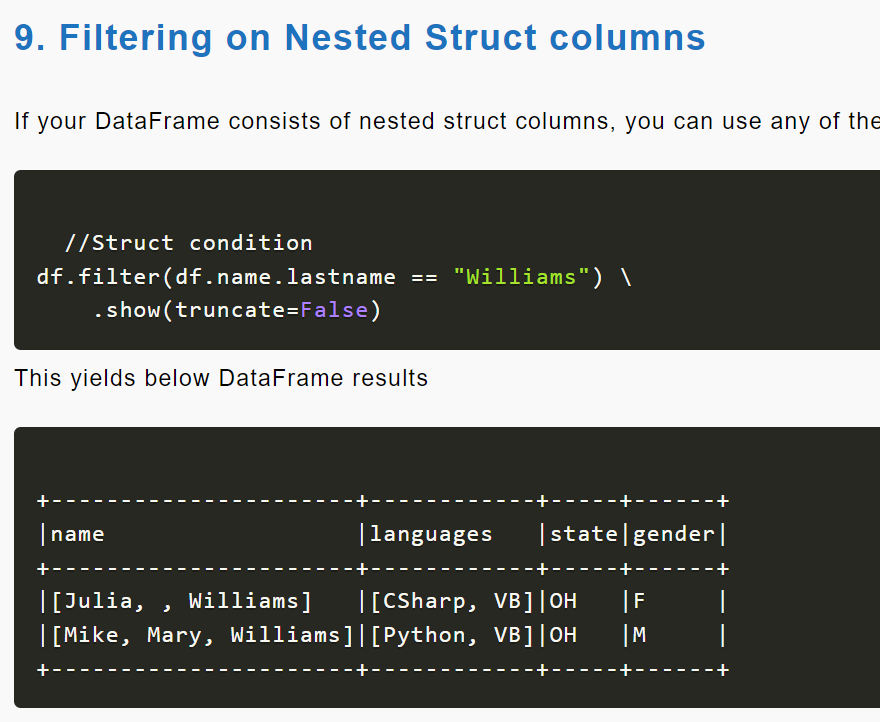 9. Filtering on Nested Struct columns
If your DataFrame consists of nested struct columns, you can use any of the
//Struct condition
df.filter(df.name.lastname == "Williams") \
.show(truncate=False)
This yields below DataFrame results
+----------------------+------------+-----+------+
|name                  |languages   |state|gender|
+----------------------+------------+-----+------+
|[Julia, , Williams]   |[CSharp, VB]|OH   |F     |
|[Mike, Mary, Williams]|[Python, VB]|OH   |M     |
+----------------------+------------+-----+------+